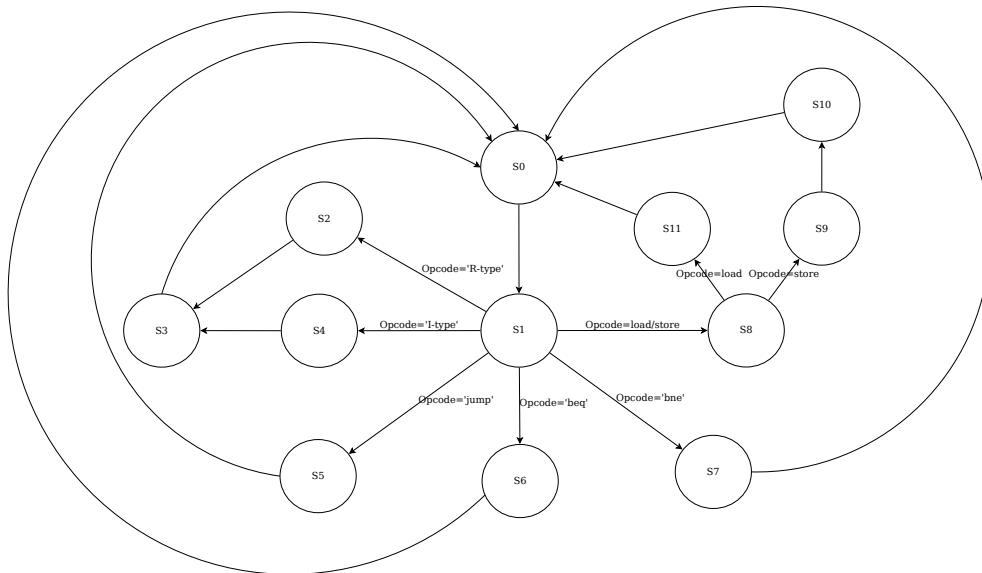 S10
S0
S2
S11
S9
Opcode='R-type'
Opcode=load
Opcode=store
S3
S4
Opcode='I-type'
S1
Opcode=load/store
S8
Opcode='jump'
Opcode='beq'
Opcode='bne'
S5
S6
S7